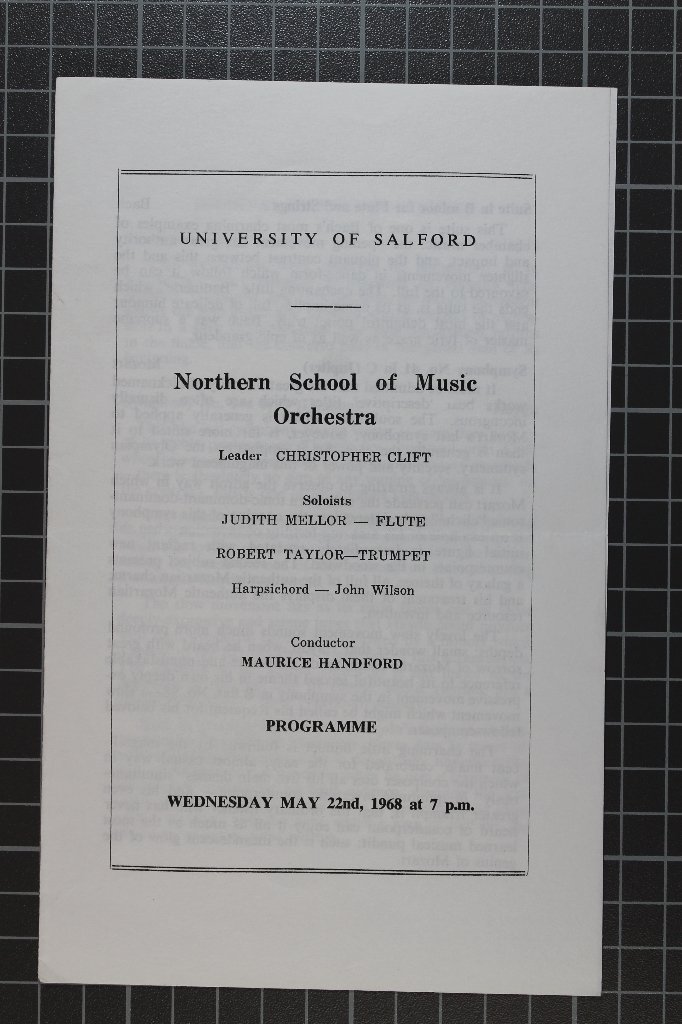 UNIVERSITY OF SALFORD
Northern School of Music
Orchestra
Leader CHRISTOPHER CLIFT
Soloists
JUDITH MELLOR — FLUTE
ROBERT TAYLOR—TRUMPET
Harpsichord — John Wilson
Conductor
MAURICE HANDFORD
PROGRAMME
WEDNESDAY MAY 22nd, 1968 at 7 p.m.